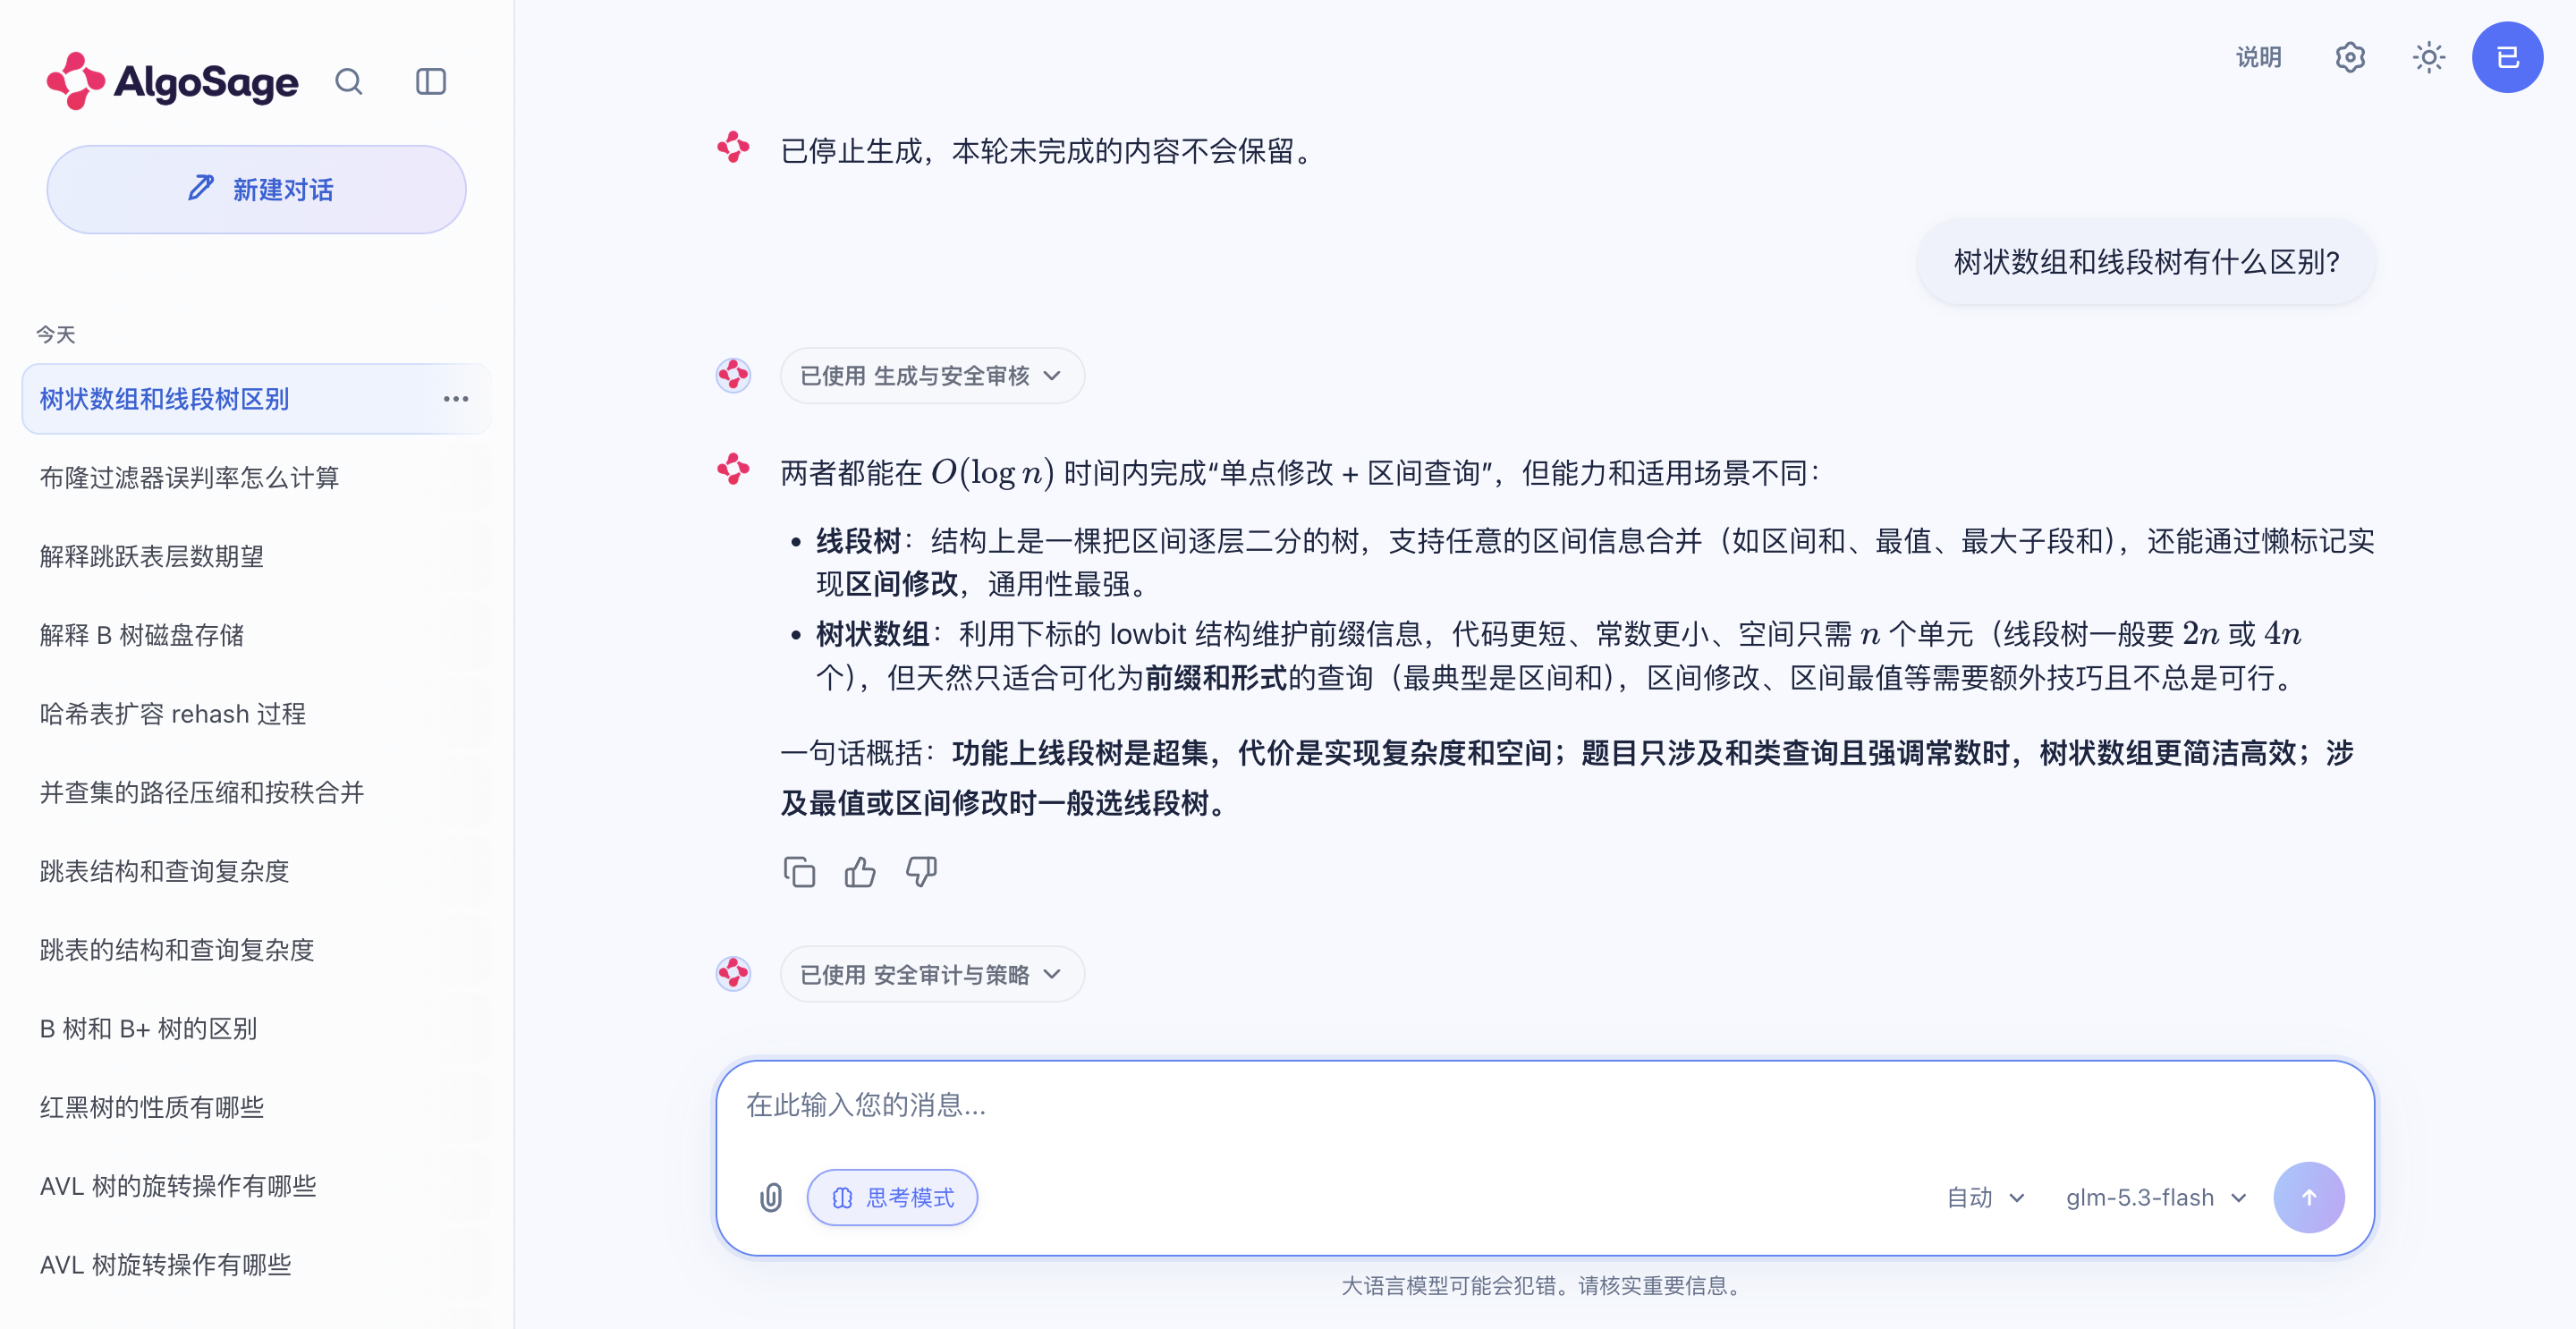 AlgoSage
新建对话
今天
树状数组和线段树区别
布隆过滤器误判率怎么计算
解释跳跃表层数期望
解释 B 树磁盘存储
哈希表扩容 rehash 过程
并查集的路径压缩和按秩合并
跳表结构和查询复杂度
跳表的结构和查询复杂度
B 树和 B+ 树的区别
红黑树的性质有哪些
AVL 树的旋转操作有哪些
AVL 树旋转操作有哪些
说明
已
已停止生成，本轮未完成的内容不会保留。
树状数组和线段树有什么区别?
已使用 生成与安全审核
两者都能在 O(log n) 时间内完成“单点修改 + 区间查询”，但能力和适用场景不同：
• 线段树：结构上是一棵把区间逐层二分的树，支持任意的区间信息合并（如区间和、最值、最大子段和），还能通过懒标记实
现区间修改，通用性最强。
• 树状数组：利用下标的 lowbit 结构维护前缀信息，代码更短、常数更小、空间只需 n 个单元（线段树一般要 2n 或 4n
个），但天然只适合可化为前缀和形式的查询（最典型是区间和），区间修改、区间最值等需要额外技巧且不总是可行。
一句话概括：功能上线段树是超集，代价是实现复杂度和空间；题目只涉及和类查询且强调常数时，树状数组更简洁高效；涉
及最值或区间修改时一般选线段树。
已使用 安全审计与策略
在此输入您的消息...
思考模式
自动
glm-5.3-flash
大语言模型可能会犯错。请核实重要信息。